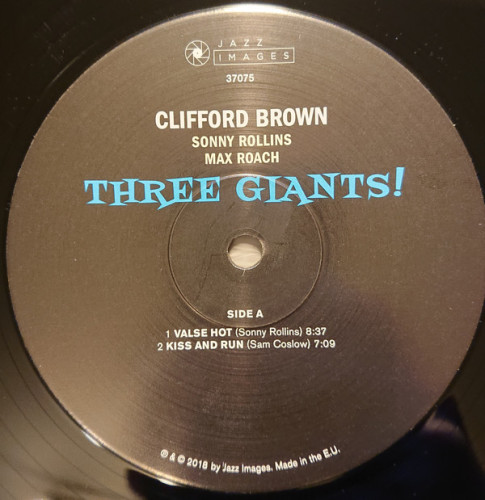 JAZZ
IMAGES
37075
CLIFFORD BROWN
SONNY ROLLINS
MAX ROACH
THREE GIANTS!
SIDE A
1 VALSE HOT (Sonny Rollins) 8:37
2 KISS AND RUN (Sam Coslow) 7:09
℗ & © 2018 by Jazz Images. Made in the E.U.